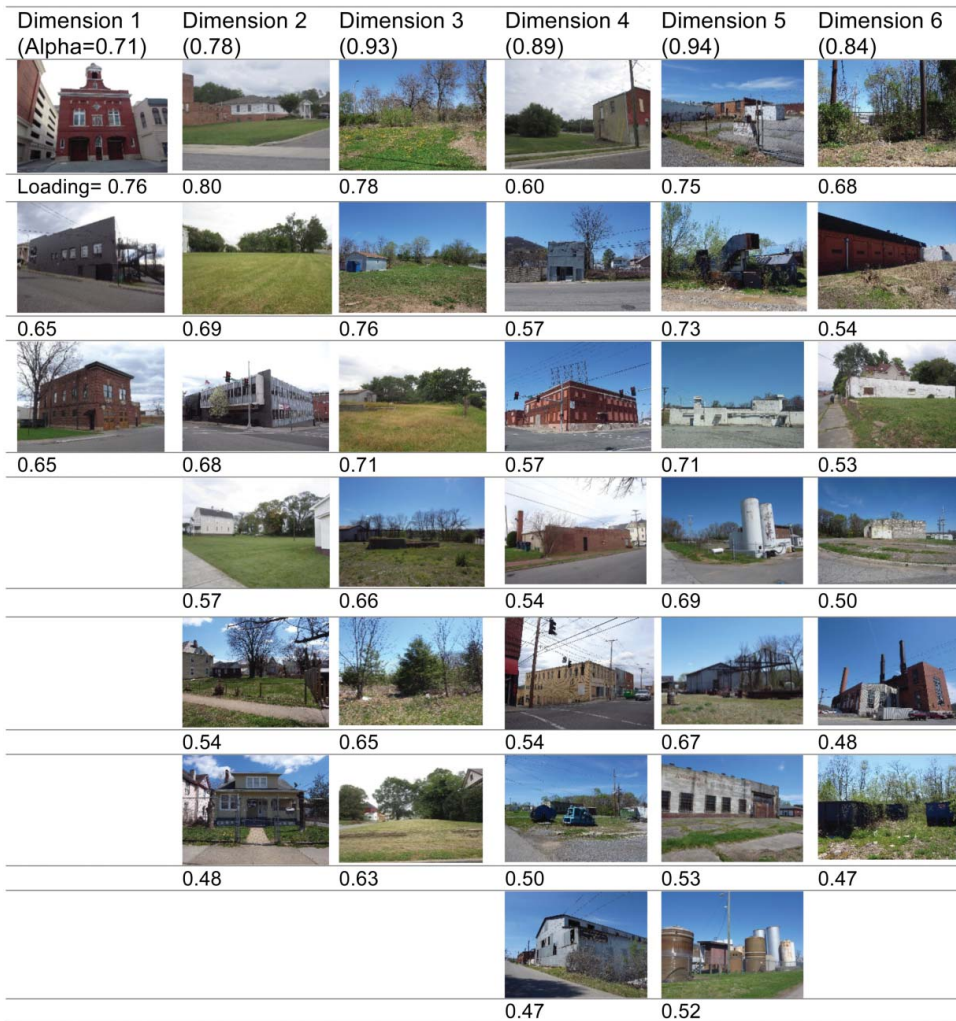 Dimension 1 Dimension 2 Dimension 3 Dimension 4 Dimension 5 Dimension 6
(Alpha=0.71) (0.78) (0.93) (0.89) (0.94) (0.84)
Loading= 0.76 0.80 0.78 0.60 0.75 0.68
0.65 0.69 0.76 0.57 0.73 0.54
0.65 0.68 0.71 0.57 0.71 0.53
0.57 0.66 0.54 0.69 0.50
0.54 0.65 0.54 0.67 0.48
0.48 0.63 0.50 0.53 0.47
0.47 0.52